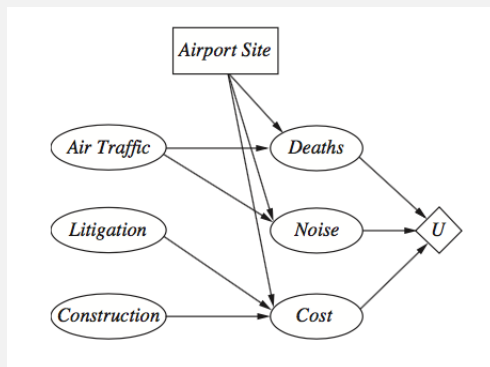 Airport Site
Air Traffic
Deaths
Litigation
Noise
U
Construction
Cost